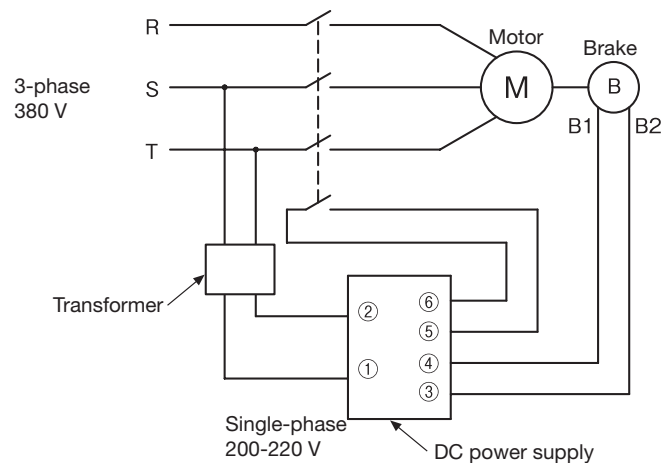 R
Motor
Brake
3-phase
380 V
S
M
B
B1
B2
T
Transformer
②
⑥
⑤
①
④
③
Single-phase
200-220 V
DC power supply